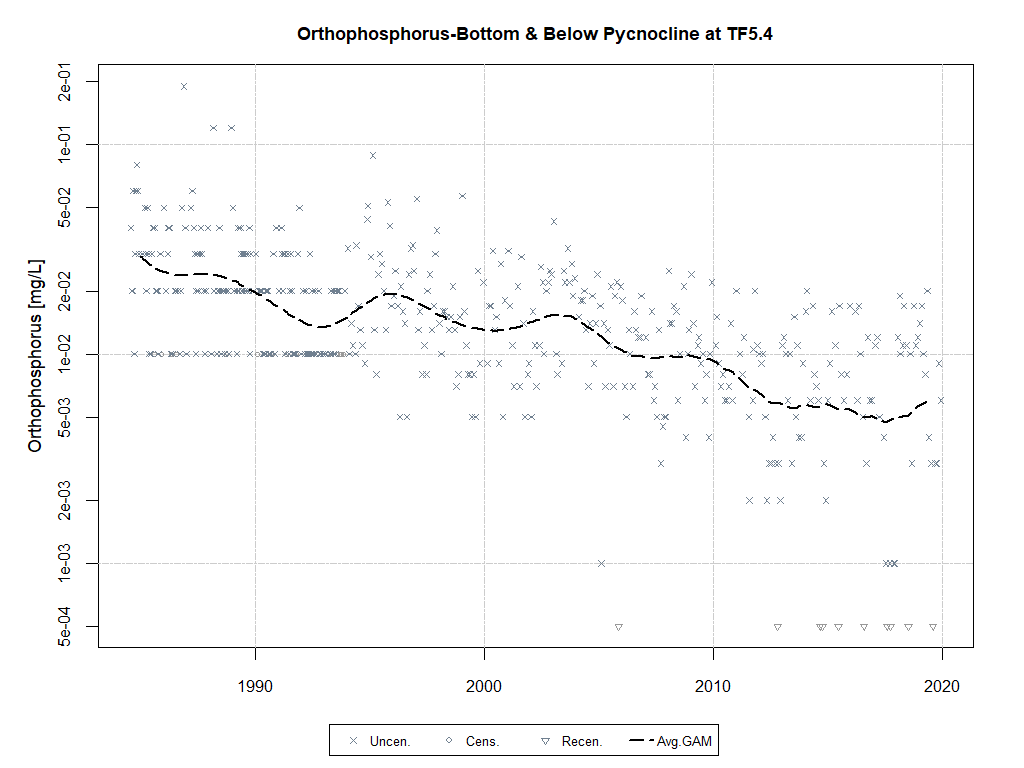 Orthophosphorus-Bottom & Below Pycnocline at TF5.4
Orthophosphorus [mg/L]
2e-01
1e-01
5e-02
2e-02
1e-02
5e-03
2e-03
1e-03
5e-04
1990 2000 2010 2020
Uncen. Cens. Recen. Avg.GAM